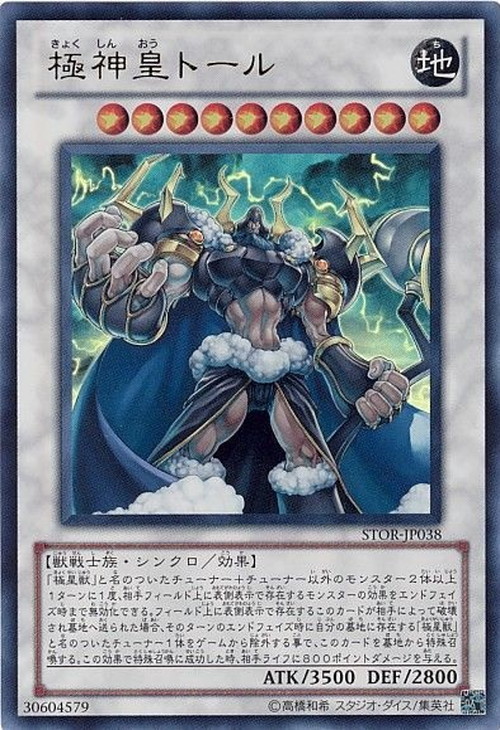 きょく しん おう ち
極神皇トール 地
STOR-JP038
【獣戦士族・シンクロ／効果】
「極星獣」と名のついたチューナー＋チューナー以外のモンスター２体以上
１ターンに１度、相手フィールド上に表側表示で存在するモンスターの効果をエンドフェイ
ズ時まで無効化できる。フィールド上に表側表示で存在するこのカードが相手によって破壊
され墓地へ送られた場合、そのターンのエンドフェイズ時に自分の墓地に存在する「極星獣」
と名のついたチューナー１体をゲームから除外する事で、このカードを墓地から特殊召
喚する。この効果で特殊召喚に成功した時、相手ライフに８００ポイントダメージを与える。
ATK/3500 DEF/2800
30604579 ©高橋和希 スタジオ・ダイス/集英社